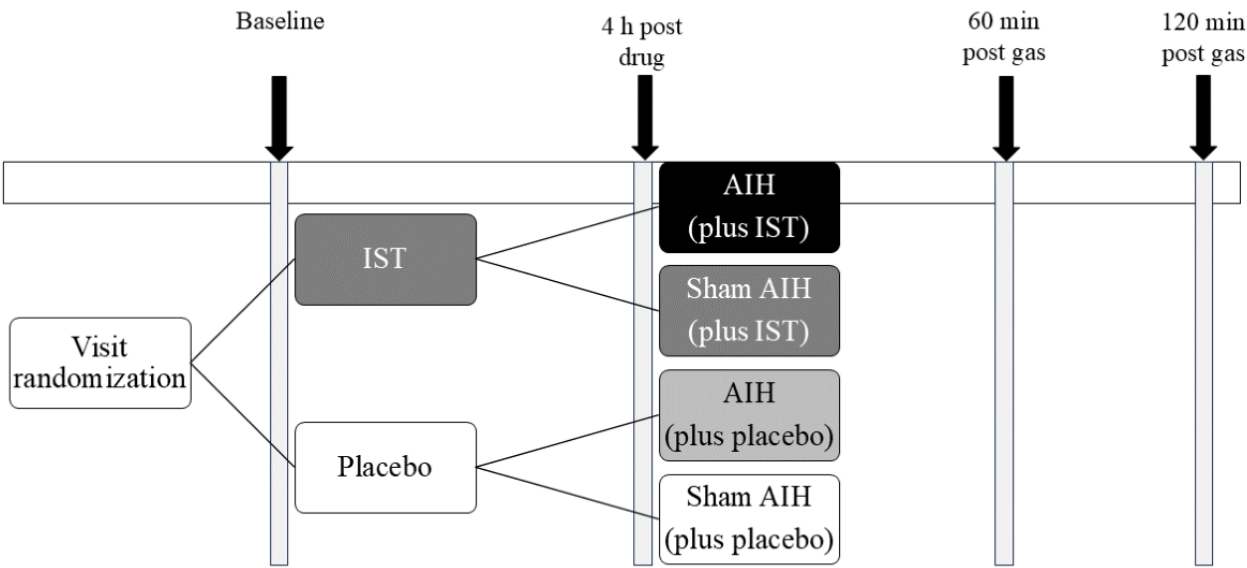 Baseline
4 h post
drug
60 min
post gas
120 min
post gas
AIH
(plus IST)
IST
Sham AIH
(plus IST)
Visit
randomization
AIH
(plus placebo)
Placebo
Sham AIH
(plus placebo)